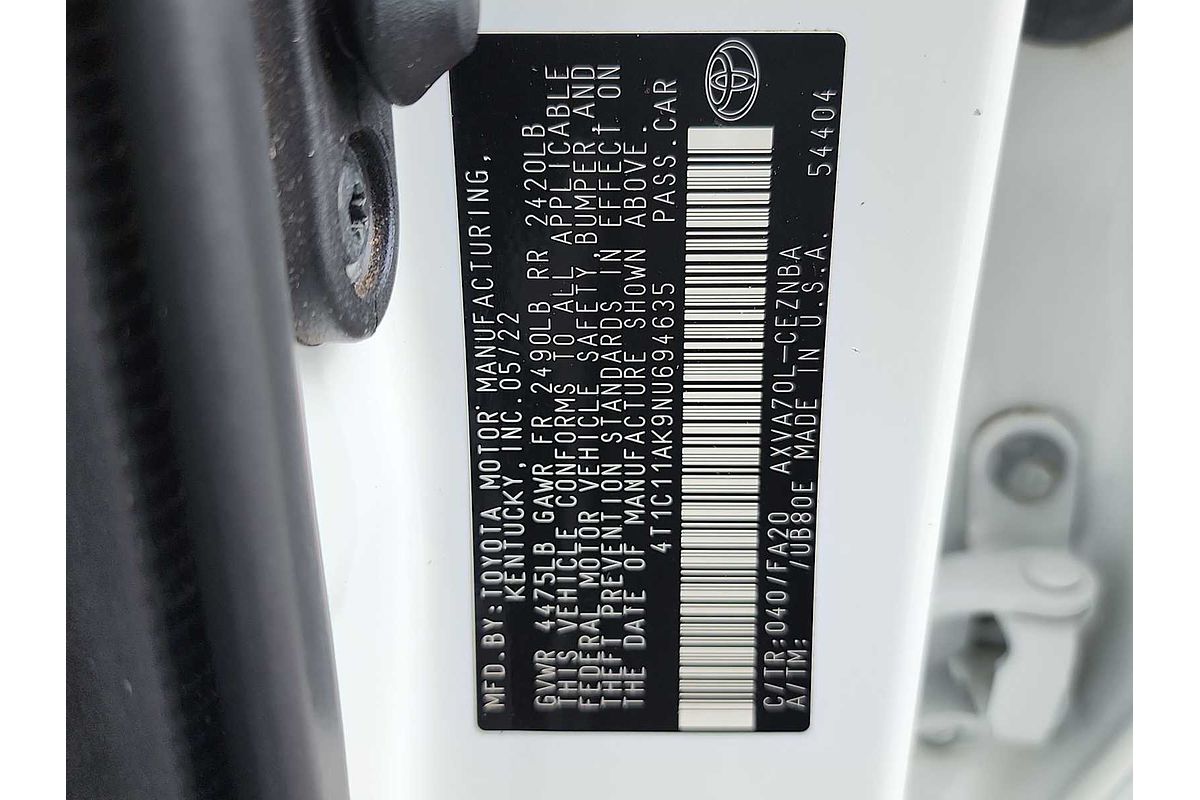 MFD.BY:TOYOTA MOTOR MANUFACTURING,
KENTUCKY, INC.05/22
GVWR 4475LB GAWR FR 2490LB RR 2420LB
THIS VEHICLE CONFORMS TO ALL APPLICABLE
FEDERAL MOTOR VEHICLE SAFETY,BUMPER,AND
THEFT PREVENTION STANDARDS IN EFFECT ON
THE DATE OF MANUFACTURE SHOWN ABOVE.
4T1C11AK9NU694635 PASS.CAR
C/TR:040/FA20 AXVA70L-CEZNBA
A/TM: /UB80E MADE IN U.S.A. 54404